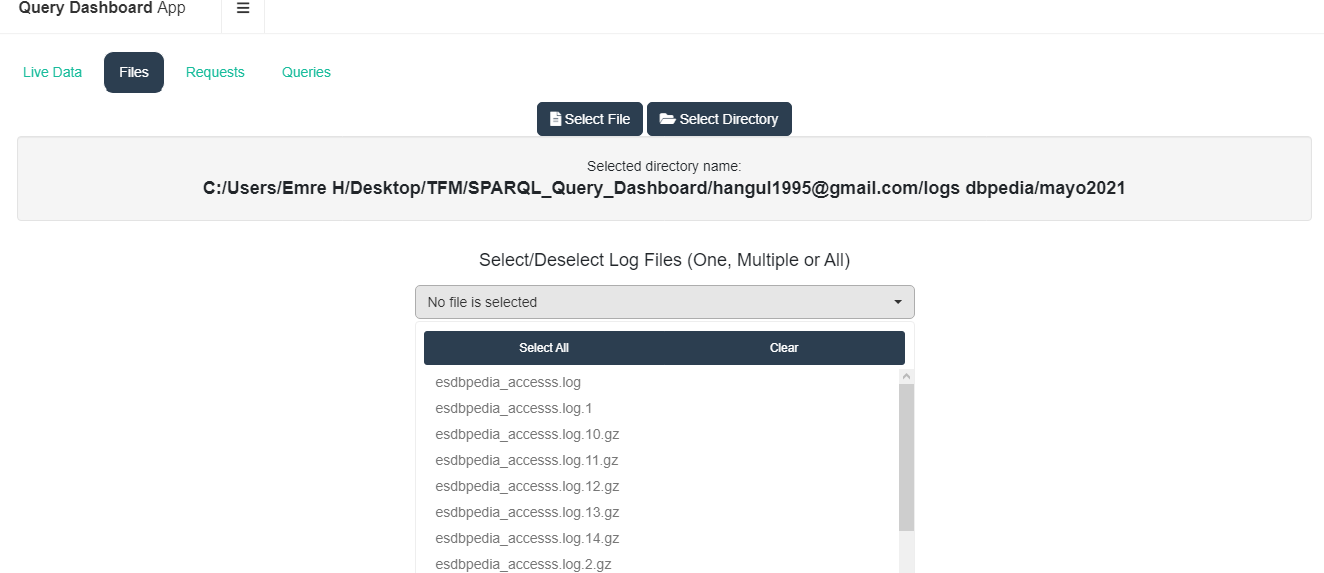 Query Dashboard App
Live Data Files Requests Queries
Select File Select Directory
Selected directory name:
C:/Users/Emre H/Desktop/TFM/SPARQL_Query_Dashboard/hangul1995@gmail.com/logs dbpedia/mayo2021
Select/Deselect Log Files (One, Multiple or All)
No file is selected
Select All Clear
esdbpedia_accesss.log
esdbpedia_accesss.log.1
esdbpedia_accesss.log.10.gz
esdbpedia_accesss.log.11.gz
esdbpedia_accesss.log.12.gz
esdbpedia_accesss.log.13.gz
esdbpedia_accesss.log.14.gz
esdbpedia_accesss.log.2.gz